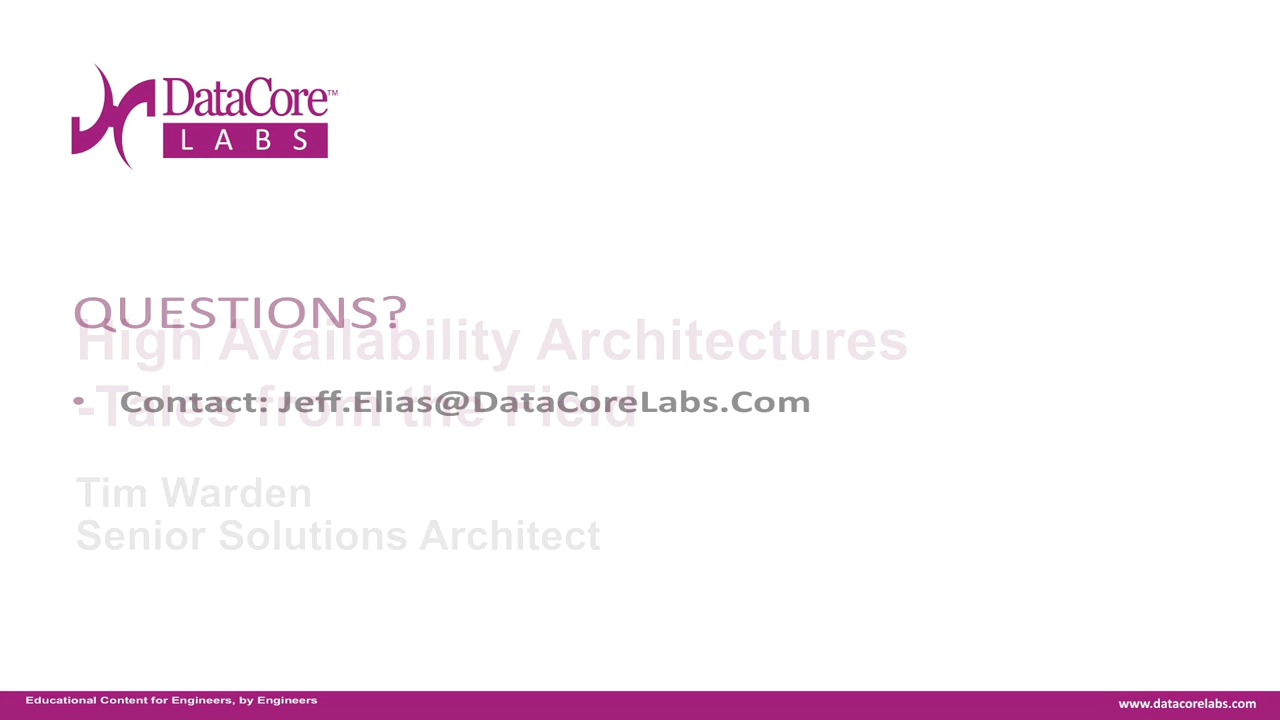 DataCore™
LABS
QUESTIONS?
High Availability Architectures
-Tales from the Field
• Contact: Jeff.Elias@DataCoreLabs.Com
Tim Warden
Senior Solutions Architect
Educational Content for Engineers, by Engineers
www.datacorelabs.com